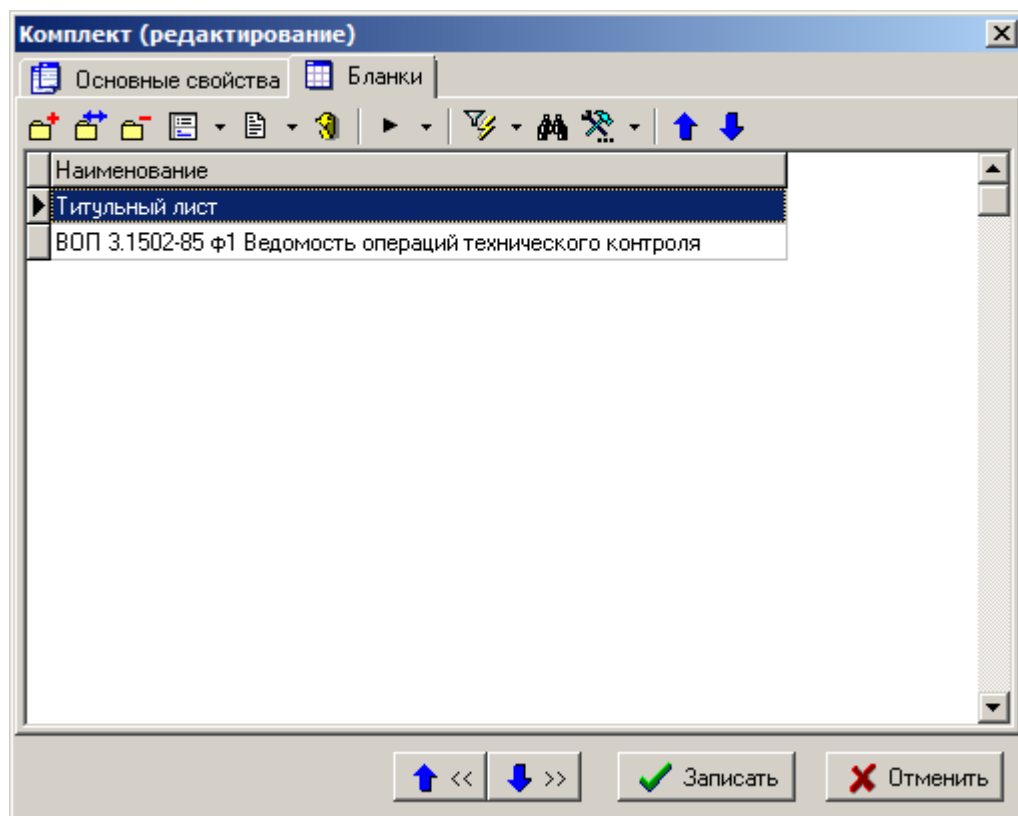 Комплект (редактирование)
Основные свойства Бланки
Наименование
Титульный лист
ВОП 3.1502-85 ф1 Ведомость операций технического контроля
<< >> Записать Отменить